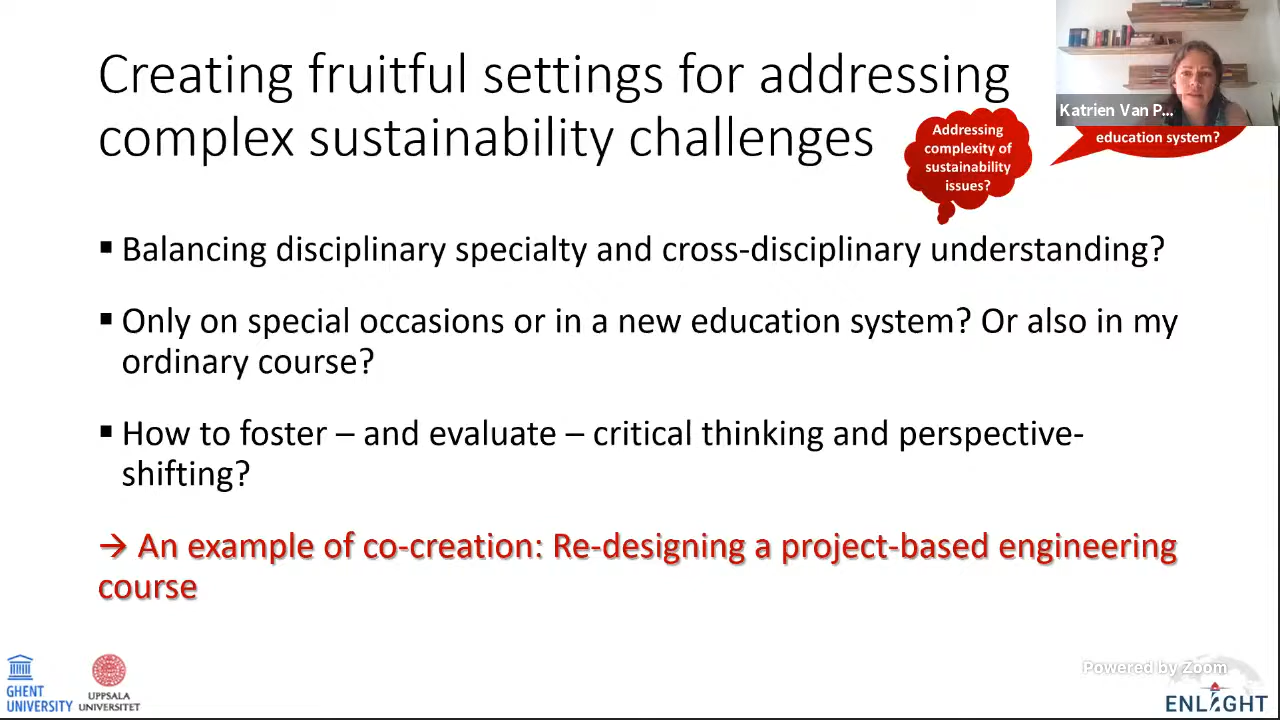 Creating fruitful settings for addressing
complex sustainability challenges
Katrien Van P...
education system?
Addressing
complexity of
sustainability
issues?
▪ Balancing disciplinary specialty and cross-disciplinary understanding?
▪ Only on special occasions or in a new education system? Or also in my
ordinary course?
▪ How to foster – and evaluate – critical thinking and perspective-
shifting?
→ An example of co-creation: Re-designing a project-based engineering
course
GHENT
UNIVERSITY
UPPSALA
UNIVERSITET
Powered by Zoom
ENLIGHT